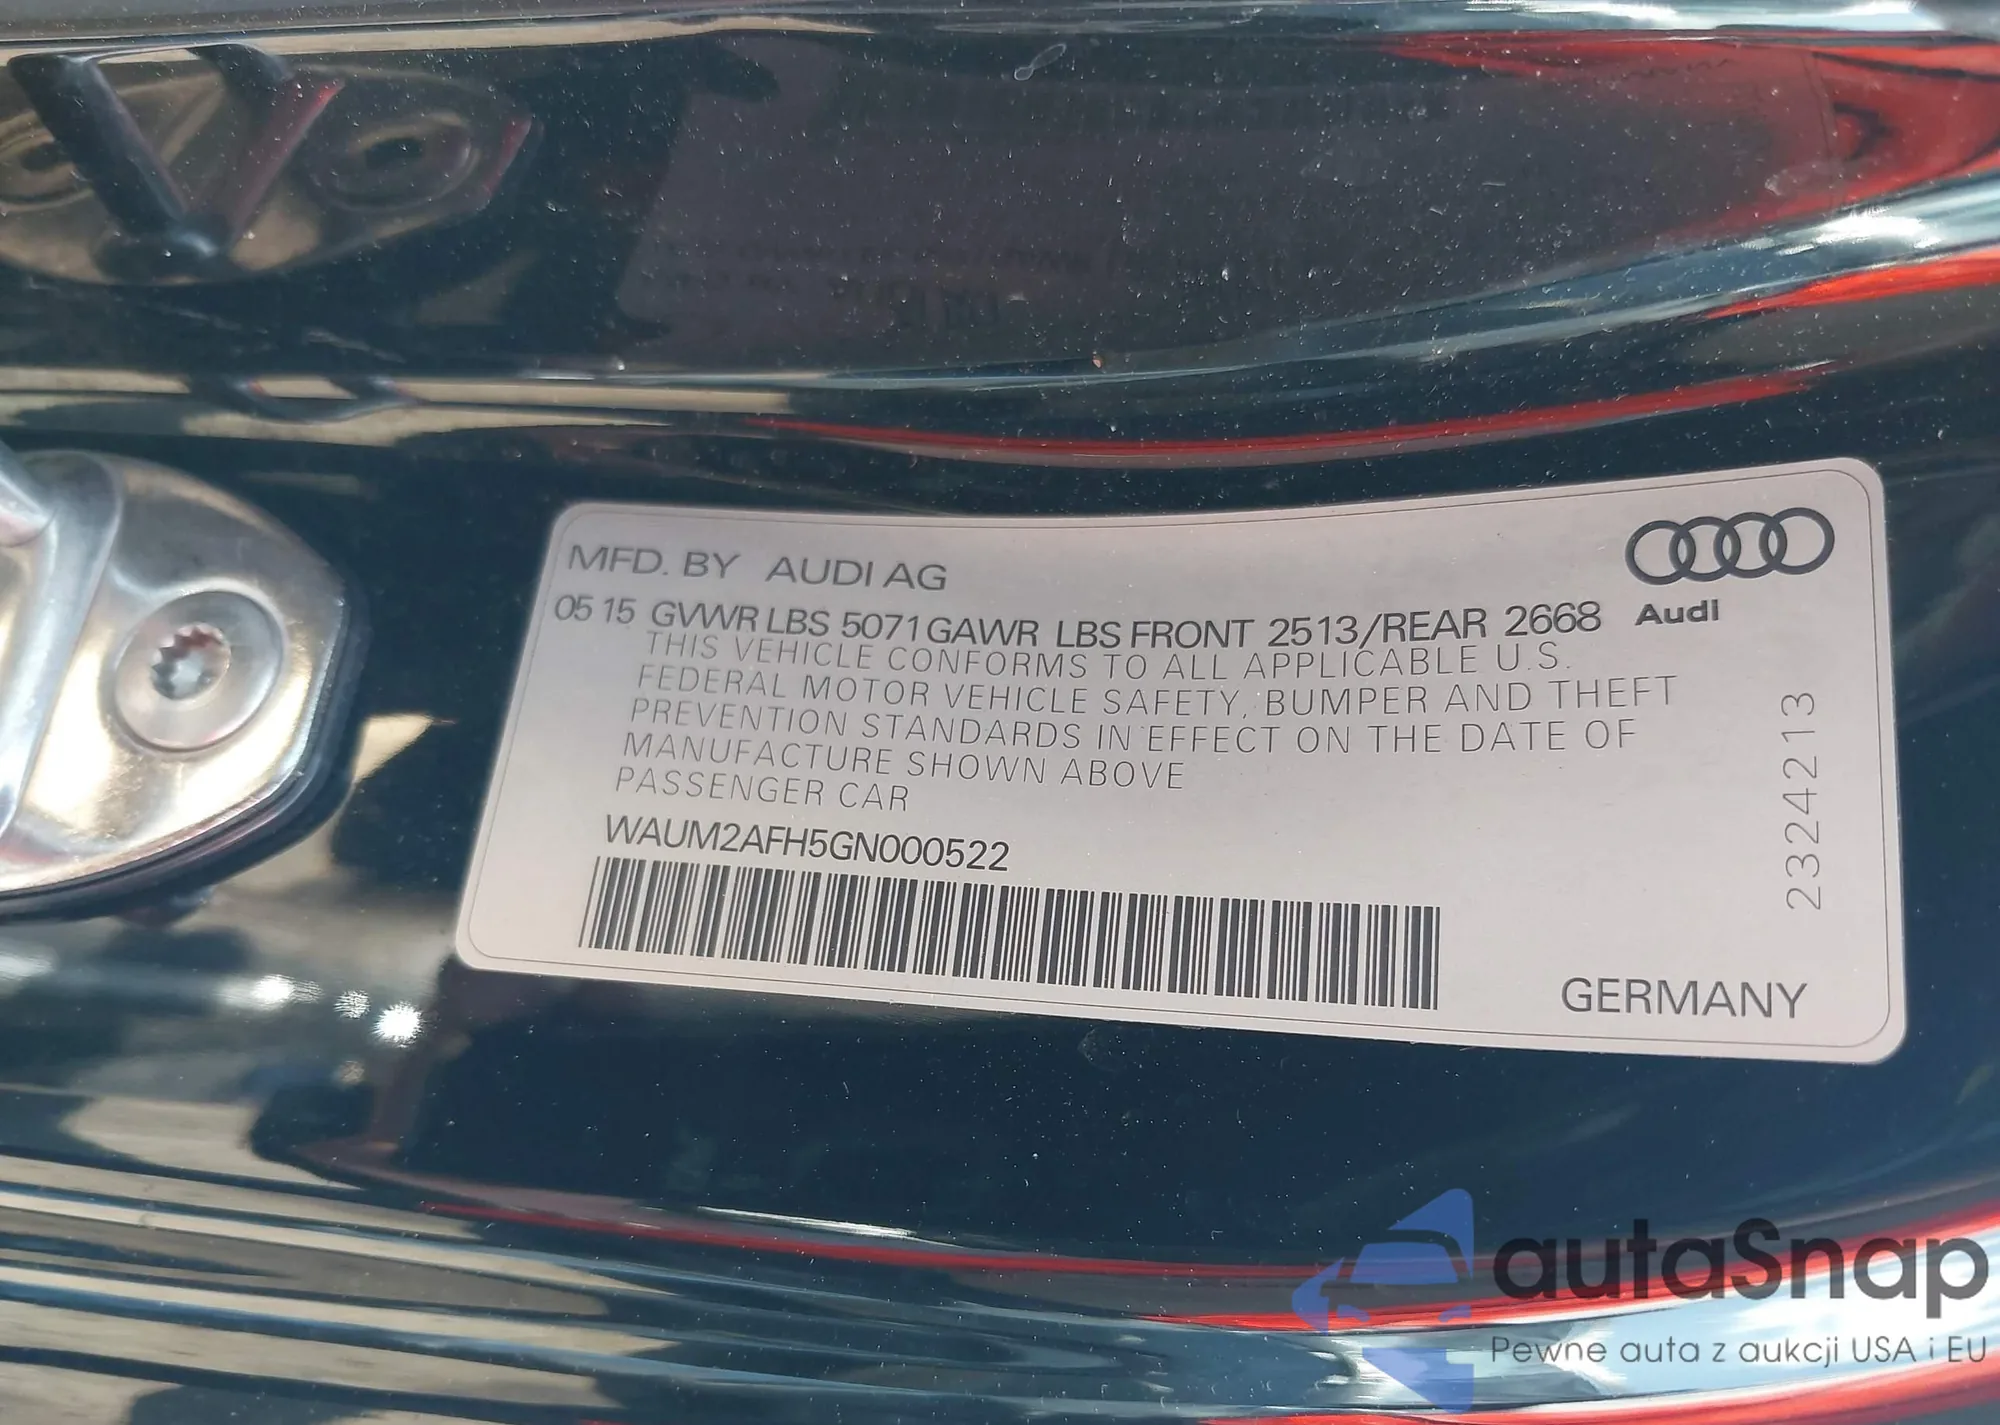 MFD. BY AUDI AG
05 15 GVWR LBS 5071 GAWR LBS FRONT 2513/REAR 2668 Audi
THIS VEHICLE CONFORMS TO ALL APPLICABLE U.S.
FEDERAL MOTOR VEHICLE SAFETY, BUMPER AND THEFT
PREVENTION STANDARDS IN EFFECT ON THE DATE OF
MANUFACTURE SHOWN ABOVE
PASSENGER CAR
WAUM2AFH5GN000522
2324213
GERMANY
autaSnap
Pewne auta z aukcji USA i EU